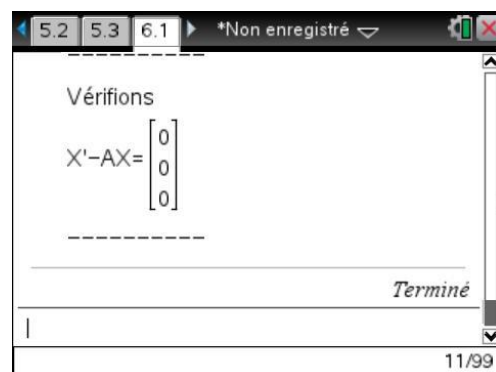 5.2 5.3 6.1 *Non enregistré
----------
Vérifions
X'-AX=[0
0
0]
----------
Terminé
11/99